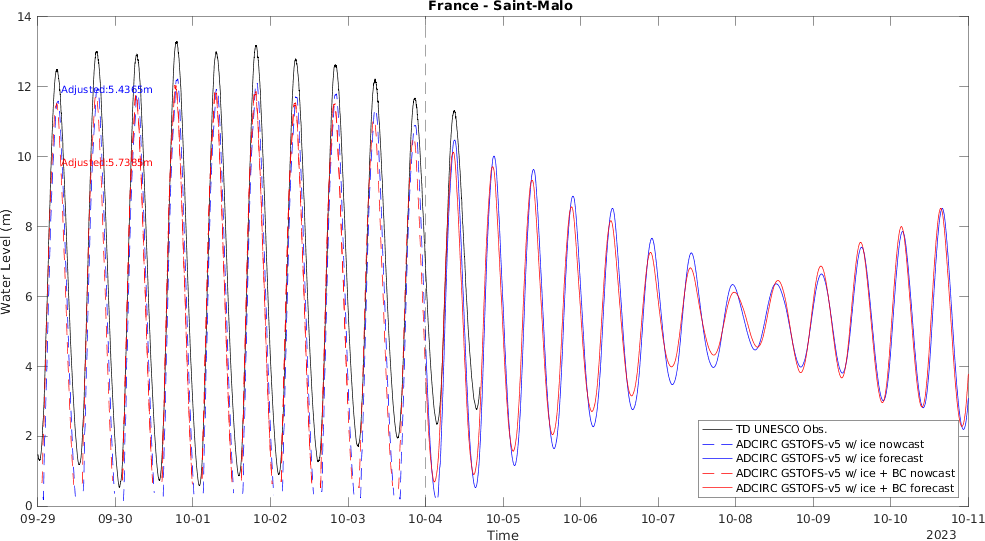 France - Saint-Malo
14
12
10
8
6
4
2
0
Water Level (m)
Adjusted:5.4365m
Adjusted:5.7385m
TD UNESCO Obs.
ADCIRC GSTOFS-v5 w/ ice nowcast
ADCIRC GSTOFS-v5 w/ ice forecast
ADCIRC GSTOFS-v5 w/ ice + BC nowcast
ADCIRC GSTOFS-v5 w/ ice + BC forecast
09-29 09-30 10-01 10-02 10-03 10-04 10-05 10-06 10-07 10-08 10-09 10-10 10-11
Time
2023